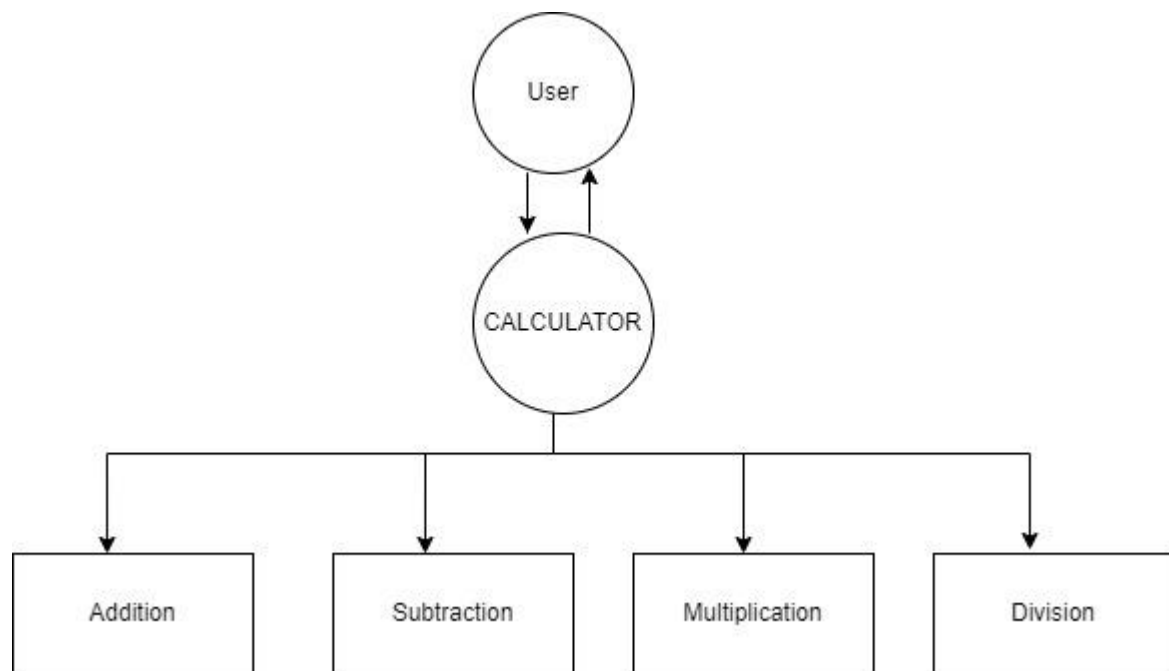 User
CALCULATOR
Addition
Subtraction
Multiplication
Division